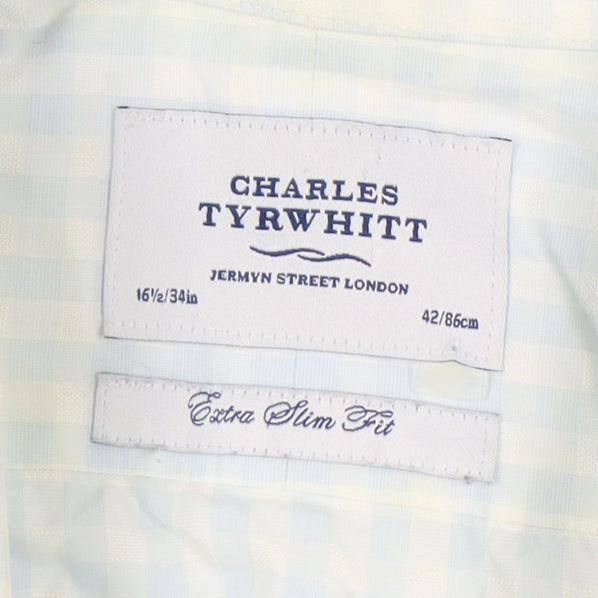 CHARLES
TYRWHITT
JERMYN STREET LONDON
16½/34in
42/86cm
Extra Slim Fit